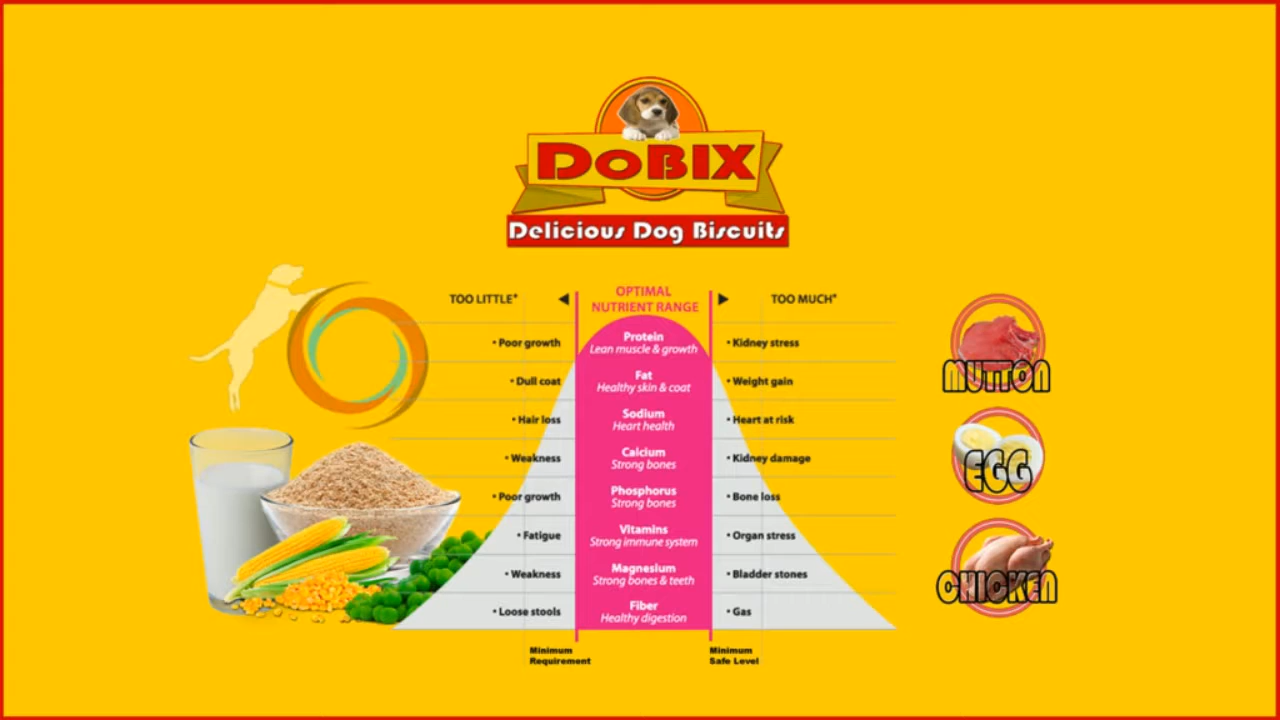 DoBIX
Delicious Dog Biscuits
TOO LITTLE*
OPTIMAL
NUTRIENT RANGE
TOO MUCH*
• Poor growth
Protein
Lean muscle & growth
• Kidney stress
• Dull coat
Fat
Healthy skin & coat
• Weight gain
• Hair loss
Sodium
Heart health
• Heart at risk
• Weakness
Calcium
Strong bones
• Kidney damage
• Poor growth
Phosphorus
Strong bones
• Bone loss
• Fatigue
Vitamins
Strong immune system
• Organ stress
• Weakness
Magnesium
Strong bones & teeth
• Bladder stones
• Loose stools
Fiber
Healthy digestion
• Gas
Minimum
Requirement
Minimum
Safe Level
MUTTON
EGG
CHICKEN